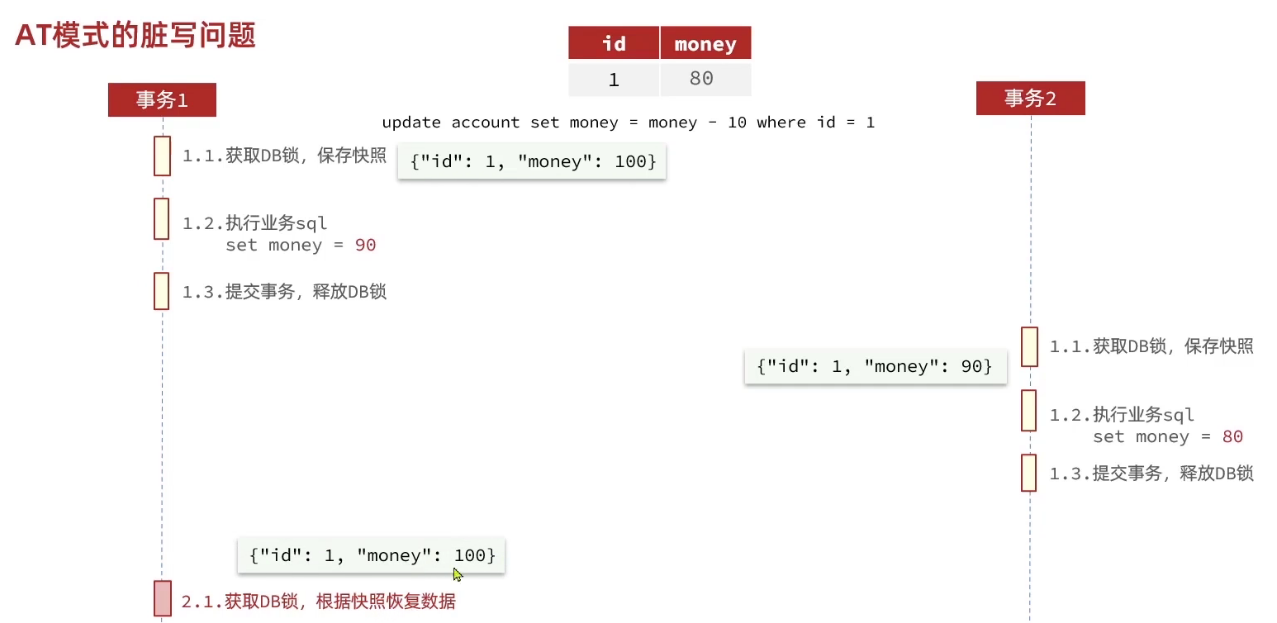 AT模式的脏写问题
id money
1 80
事务1
事务2
update account set money = money - 10 where id = 1
1.1.获取DB锁，保存快照
{"id": 1, "money": 100}
1.2.执行业务sql
set money = 90
1.3.提交事务，释放DB锁
1.1.获取DB锁，保存快照
{"id": 1, "money": 90}
1.2.执行业务sql
set money = 80
1.3.提交事务，释放DB锁
{"id": 1, "money": 100}
2.1.获取DB锁，根据快照恢复数据